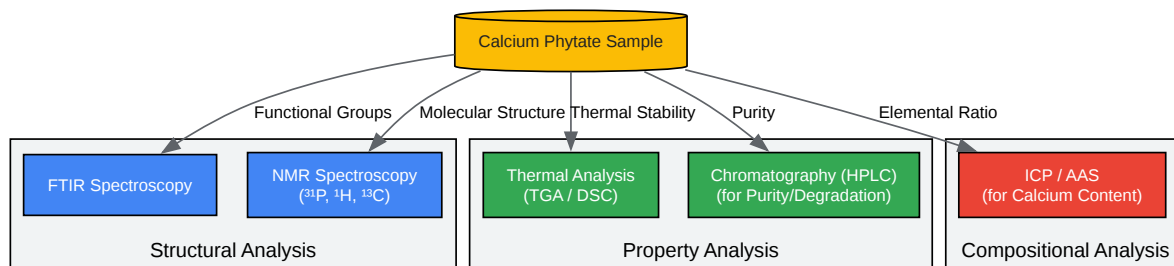 Calcium Phytate Sample
Functional Groups
Molecular Structure
Thermal Stability
Purity
Elemental Ratio
FTIR Spectroscopy
NMR Spectroscopy
(³¹P, ¹H, ¹³C)
Thermal Analysis
(TGA / DSC)
Chromatography (HPLC)
(for Purity/Degradation)
ICP / AAS
(for Calcium Content)
Structural Analysis
Property Analysis
Compositional Analysis